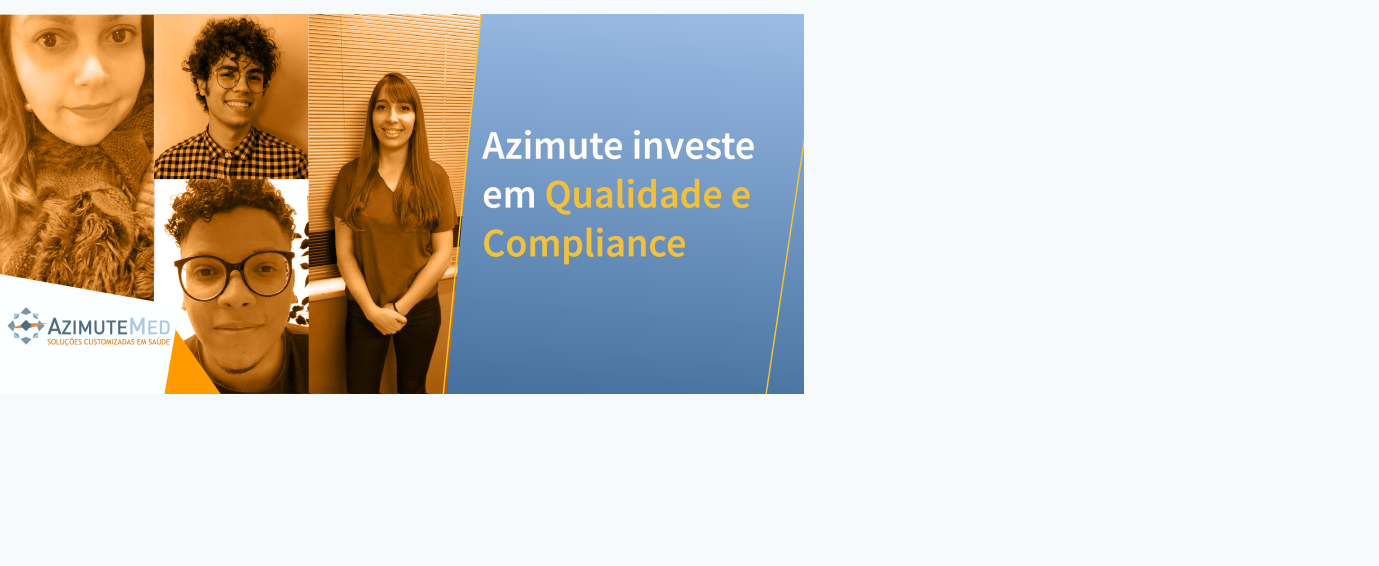 Azimute investe
em Qualidade e
Compliance
AZIMUTEMED
SOLUÇÕES CUSTOMIZADAS EM SAÚDE